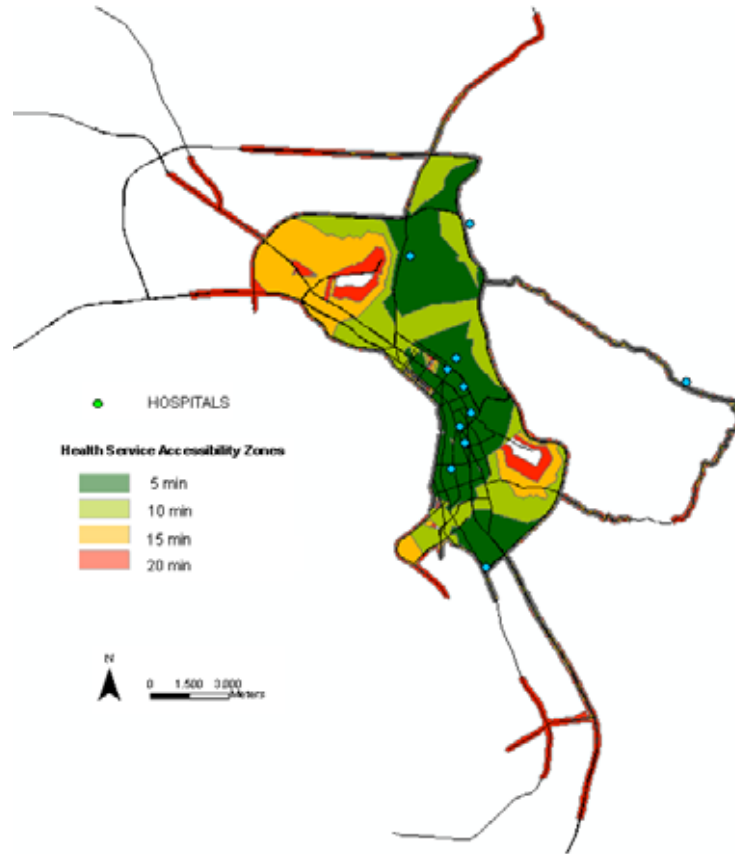 HOSPITALS
Health Service Accessibility Zones
5 min
10 min
15 min
20 min
N
0 1.500 3.000
Meters